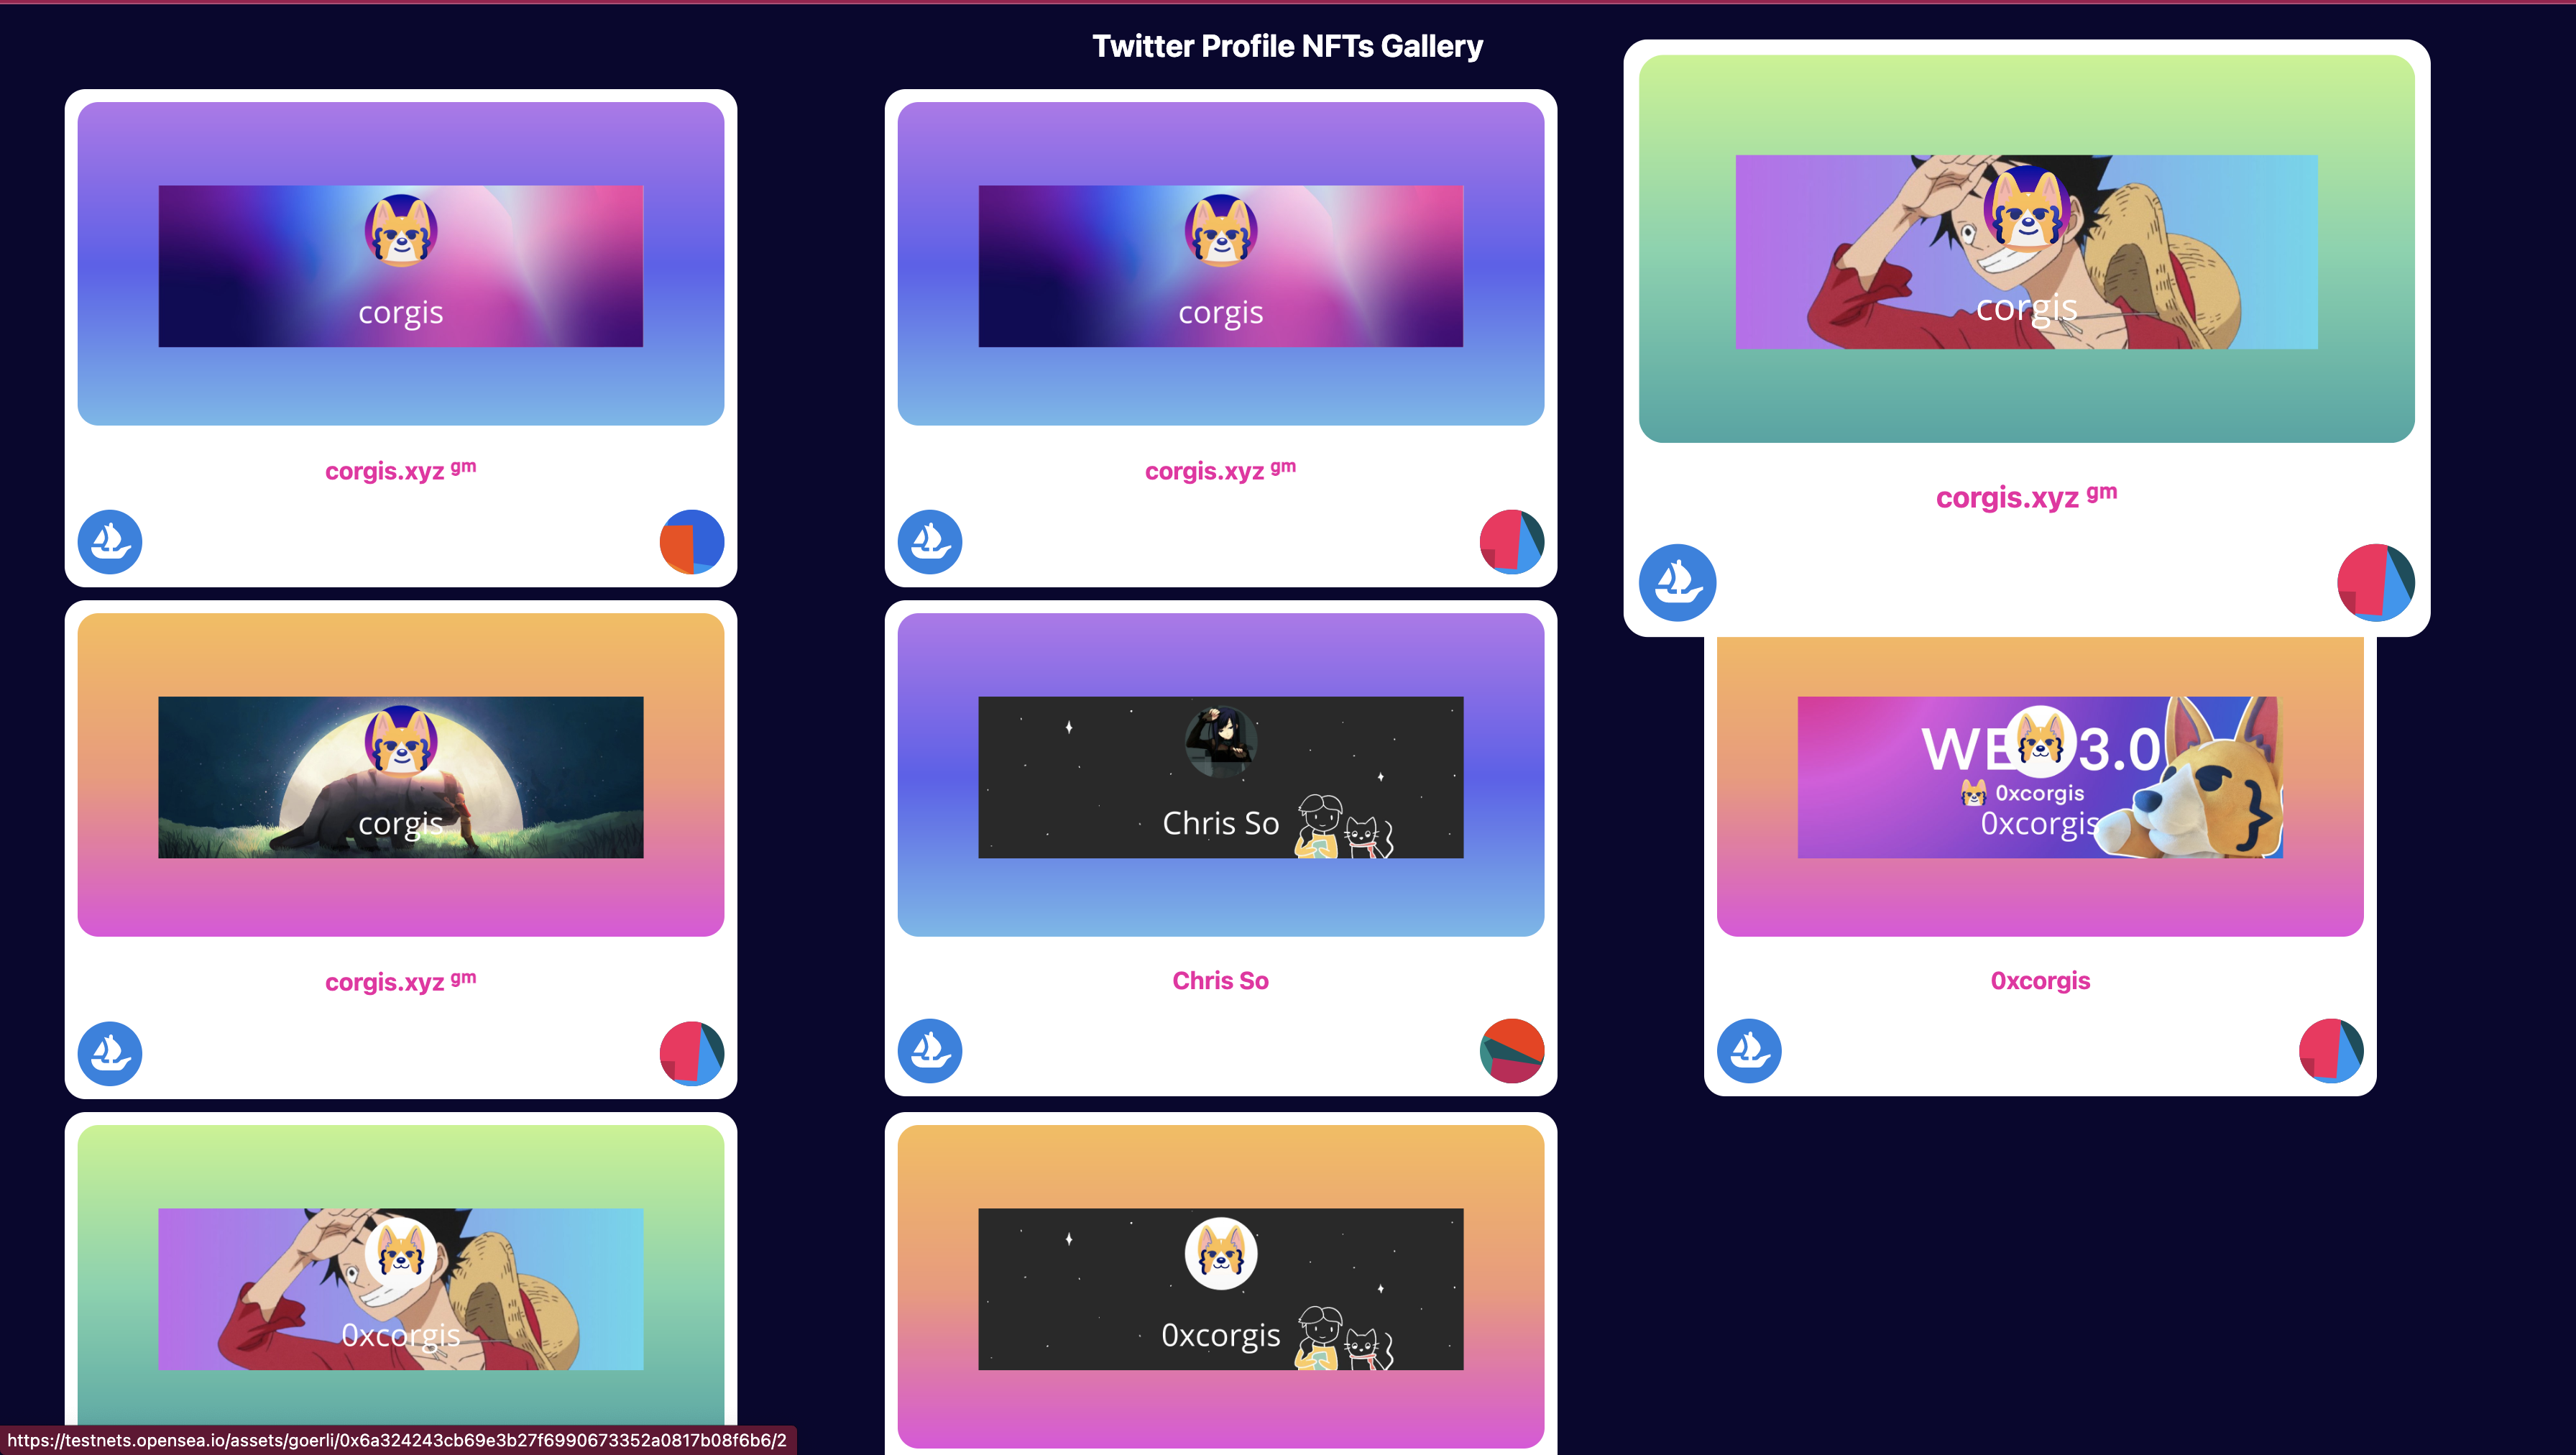 Twitter Profile NFTs Gallery
corgis
corgis.xyz ᵍᵐ
corgis
corgis.xyz ᵍᵐ
corgis
corgis.xyz ᵍᵐ
corgis
corgis.xyz ᵍᵐ
Chris So
Chris So
WE 3.0
0xcorgis
0xcorgis
0xcorgis
0xcorgis
0xcorgis
https://testnets.opensea.io/assets/goerli/0x6a324243cb69e3b27f6990673352a0817b08f6b6/2